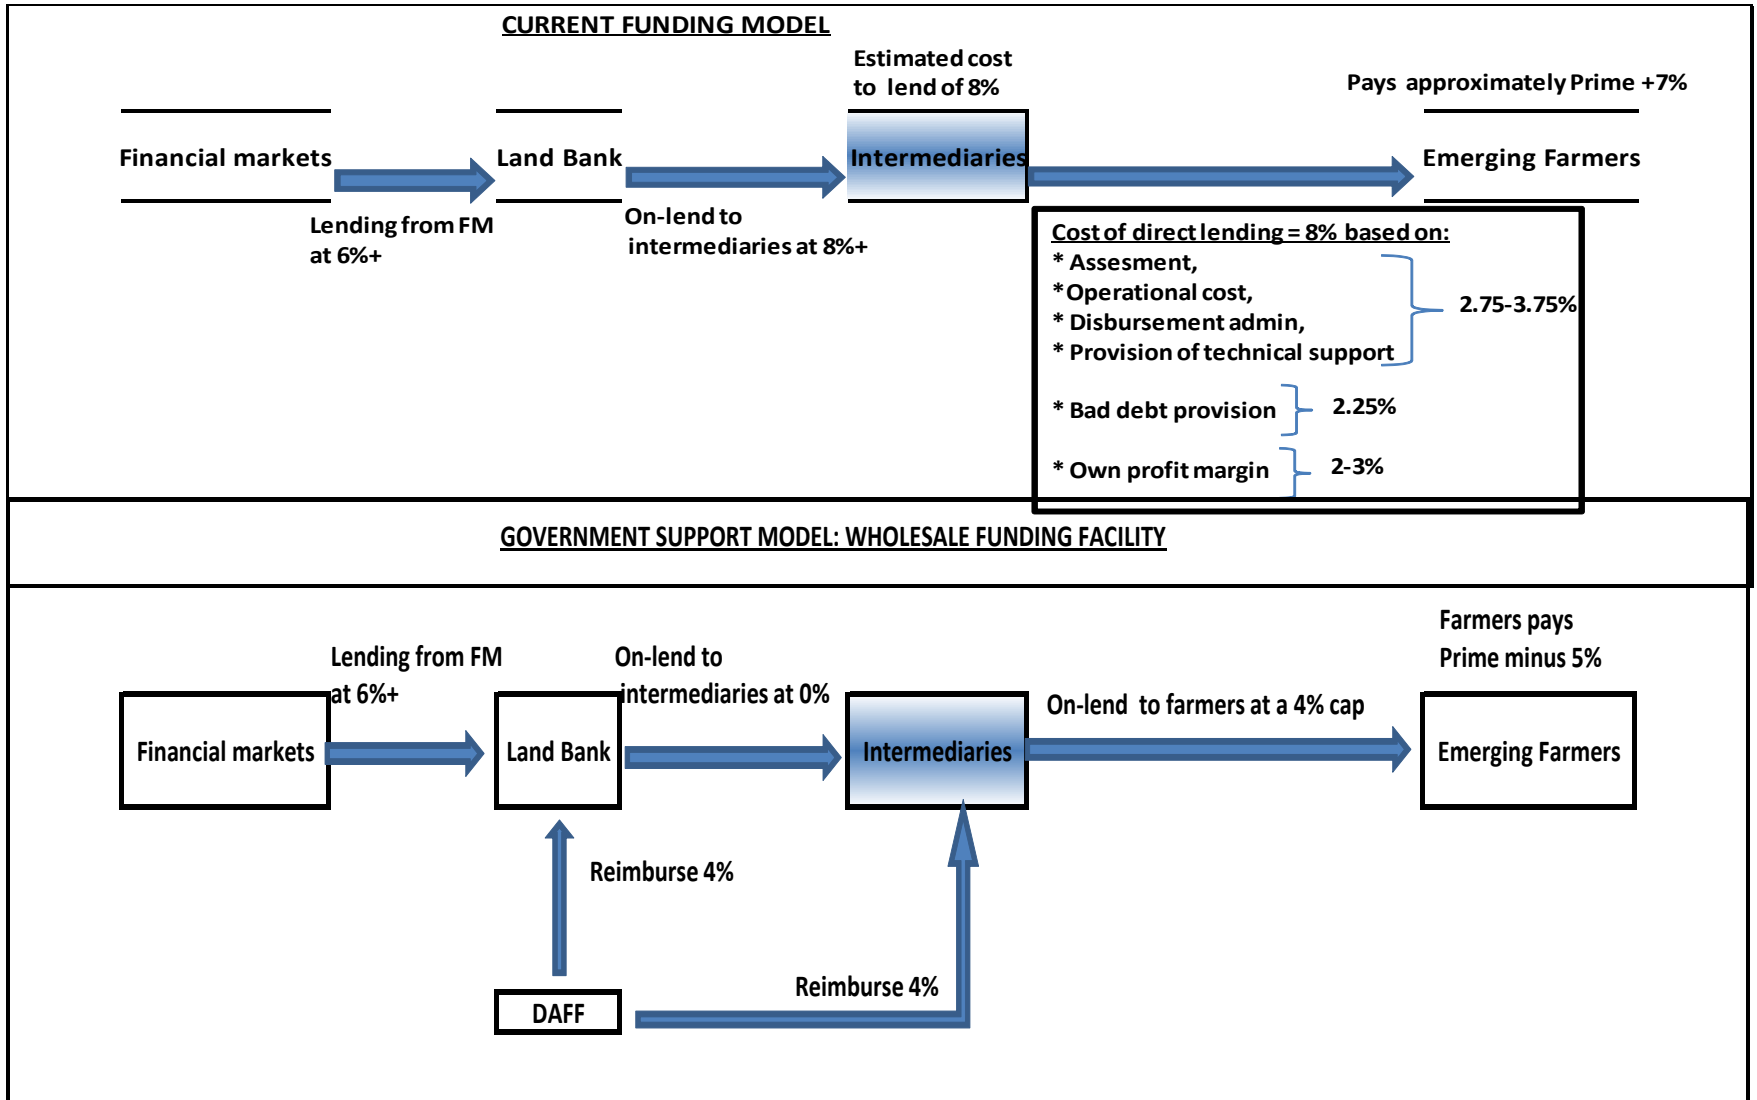 CURRENT FUNDING MODEL
Estimated cost
to lend of 8%
Pays approximately Prime +7%
Financial markets
Land Bank
Intermediaries
Emerging Farmers
Lending from FM
at 6%+
On-lend to
intermediaries at 8%+
Cost of direct lending = 8% based on:
* Assesment,
*Operational cost,
* Disbursement admin,
* Provision of technical support
2.75-3.75%
* Bad debt provision
2.25%
* Own profit margin
2-3%
GOVERNMENT SUPPORT MODEL: WHOLESALE FUNDING FACILITY
Farmers pays
Prime minus 5%
Lending from FM
at 6%+
On-lend to
intermediaries at 0%
On-lend to farmers at a 4% cap
Financial markets
Land Bank
Intermediaries
Emerging Farmers
Reimburse 4%
Reimburse 4%
DAFF